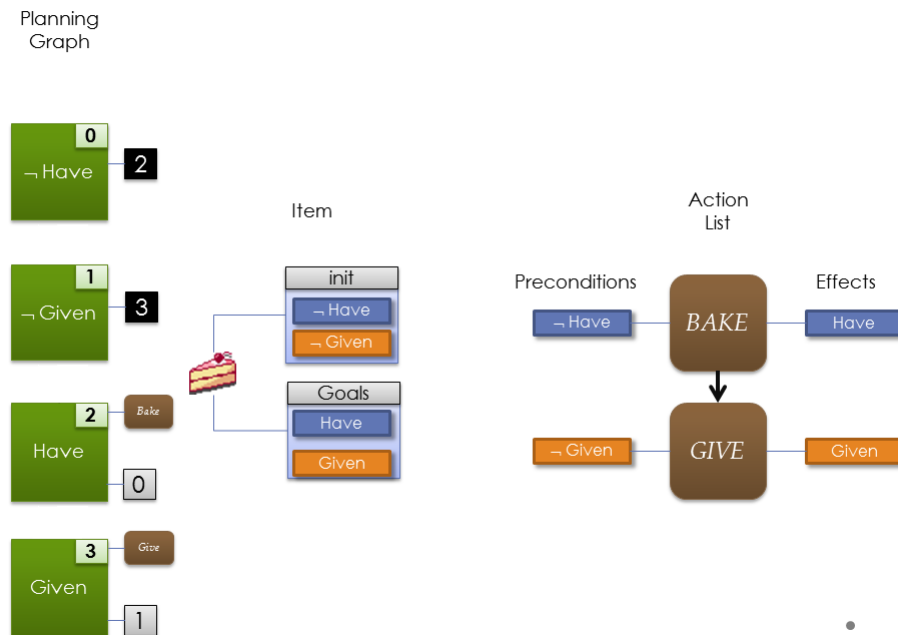 Planning
Graph
0
¬ Have
2
1
¬ Given
3
2
Have
Bake
0
3
Given
Give
1
Item
init
¬ Have
¬ Given
Goals
Have
Given
Action
List
Preconditions
Effects
¬ Have
BAKE
Have
¬ Given
GIVE
Given